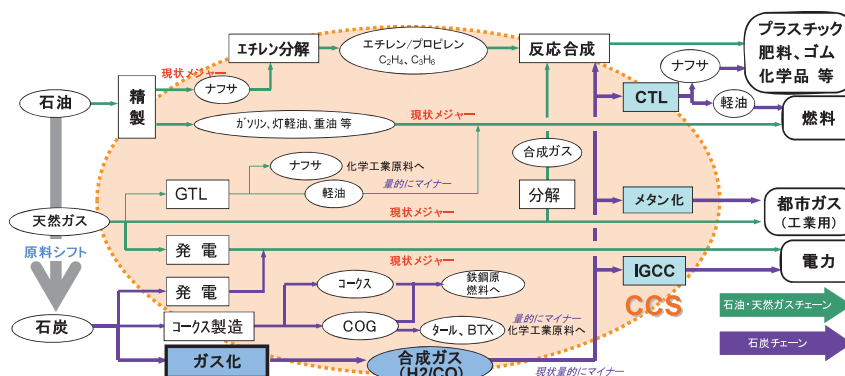 エチレン分解
エチレン/プロピレン
C2H4、C3H6
反応合成
プラスチック
肥料、ゴム
化学品 等
現状メジャー
ナフサ
ナフサ
石油
精製
CTL
軽油
燃料
ガソリン、灯軽油、重油 等
現状メジャー
合成ガス
ナフサ
化学工業原料へ
GTL
軽油
量的にマイナー
分解
メタン化
都市ガス
(工業用)
天然ガス
現状メジャー
原料シフト
発電
電力
現状メジャー
IGCC
発電
コークス
鉄鋼原
燃料へ
CCS
石油・天然ガスチェーン
石炭
コークス製造
COG
量的にマイナー
タール、BTX
化学工業原料へ
石炭チェーン
ガス化
合成ガス
(H2/CO)
現状量的にマイナー